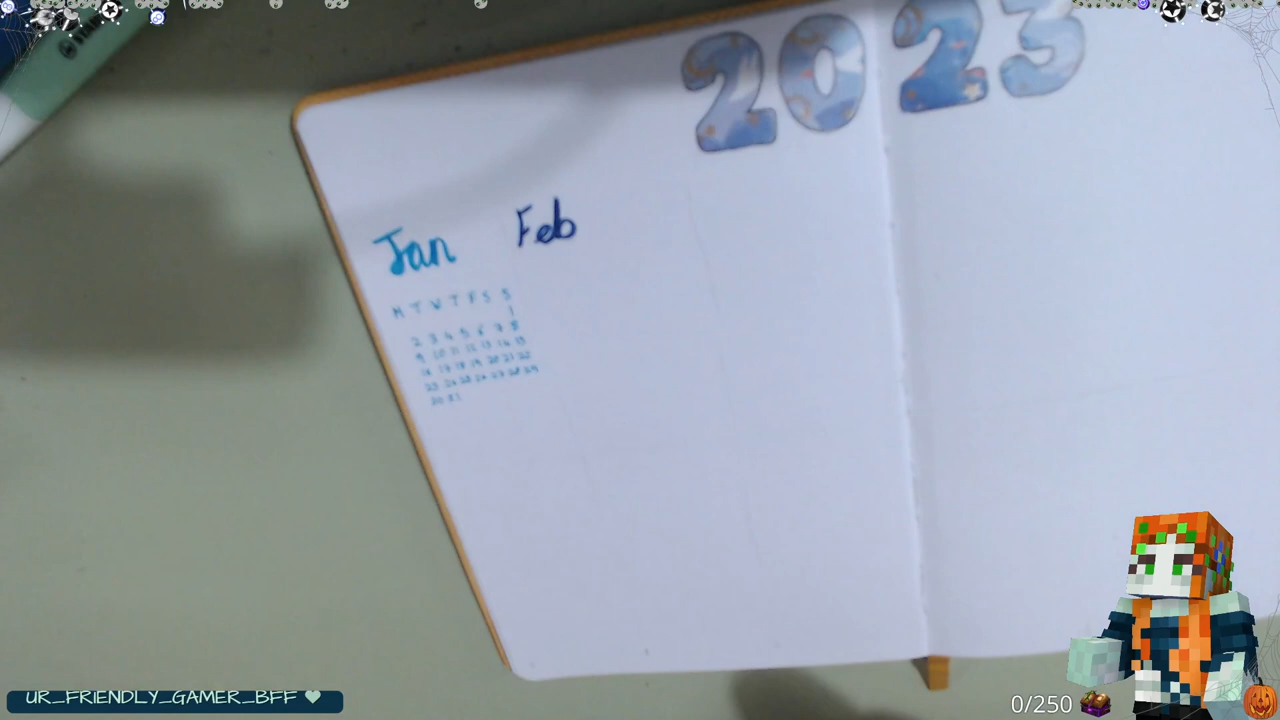 2023
Jan Feb
M T W T F S S
1
2 3 4 5 6 7 8
9 10 11 12 13 14 15
16 17 18 19 20 21 22
23 24 25 26 27 28 29
30 31
UR_FRIENDLY_GAMER_BFF
0/250